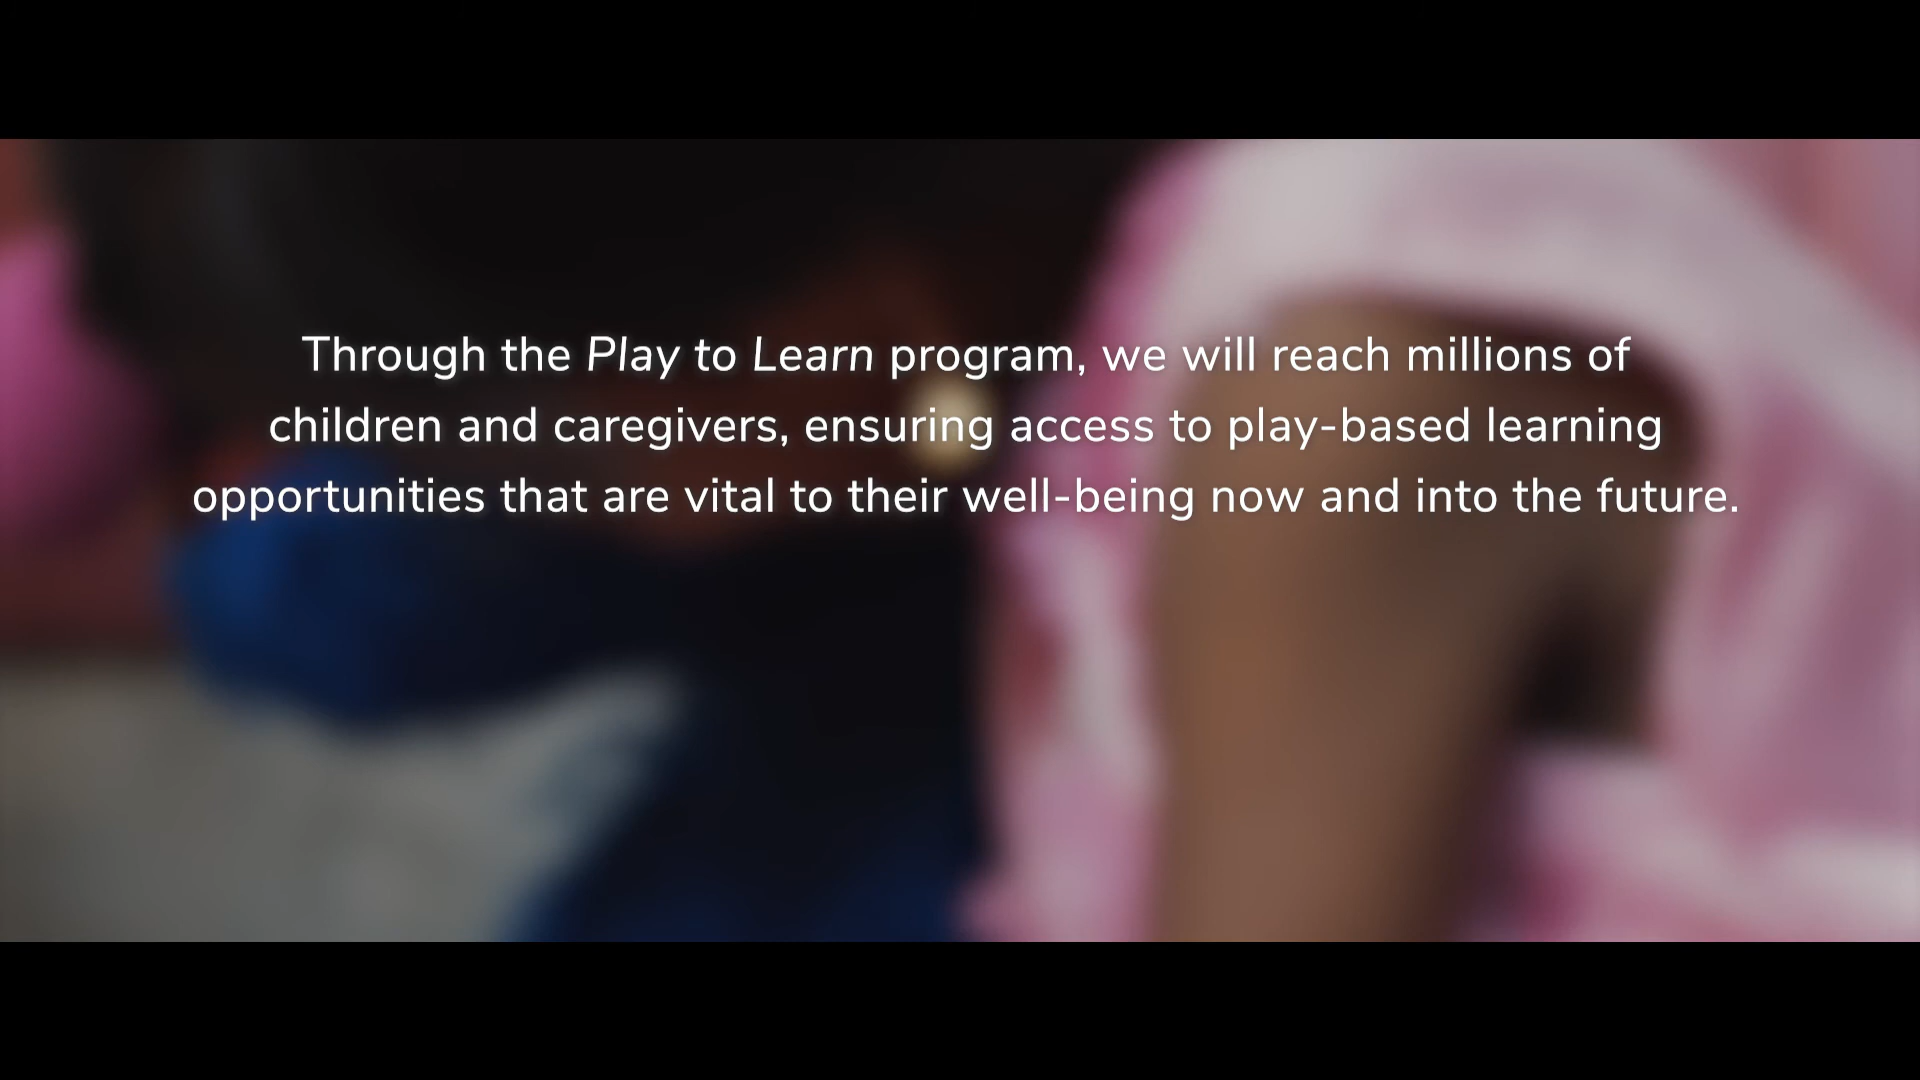 Through the Play to Learn program, we will reach millions of
children and caregivers, ensuring access to play-based learning
opportunities that are vital to their well-being now and into the future.